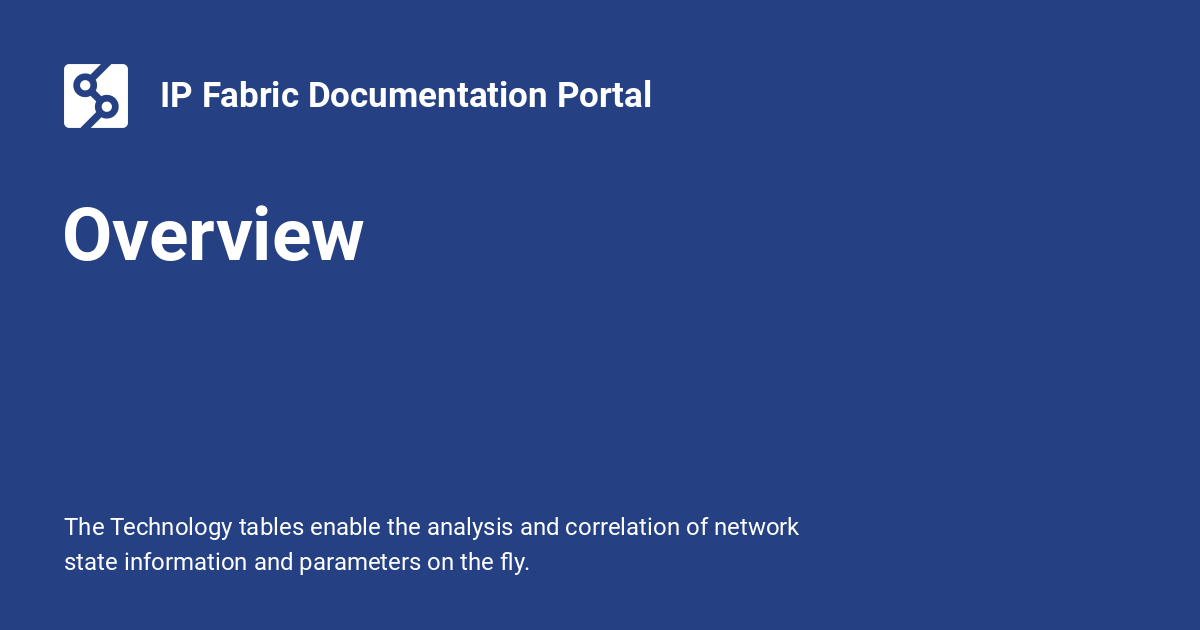 IP Fabric Documentation Portal
Overview
The Technology tables enable the analysis and correlation of network
state information and parameters on the fly.